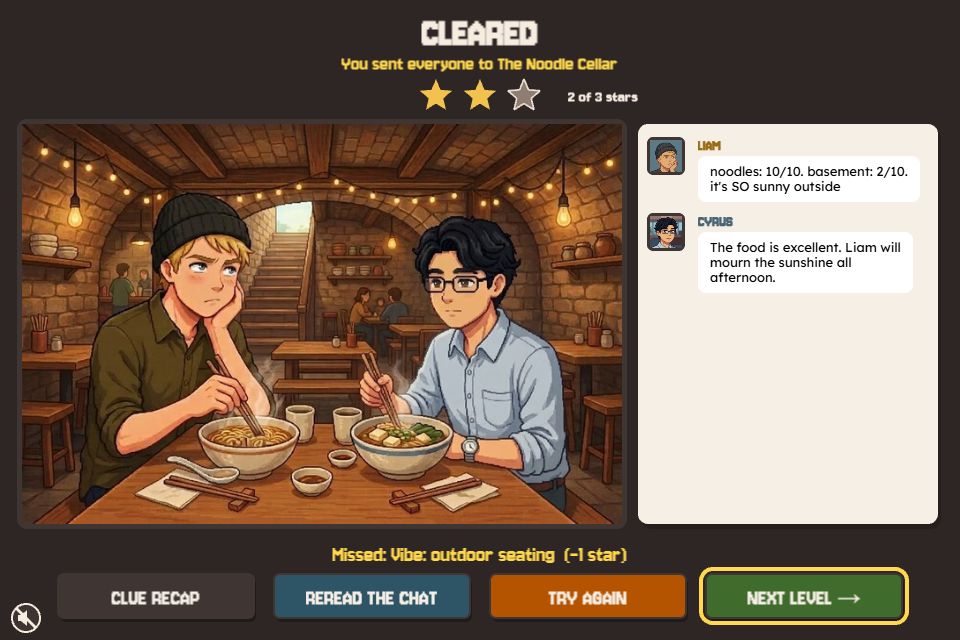 CLEARED
You sent everyone to The Noodle Cellar
2 of 3 stars
LIAM
noodles: 10/10. basement: 2/10.
it's SO sunny outside
CYRUS
The food is excellent. Liam will
mourn the sunshine all
afternoon.
Missed: Vibe: outdoor seating (-1 star)
CLUE RECAP
REREAD THE CHAT
TRY AGAIN
NEXT LEVEL →